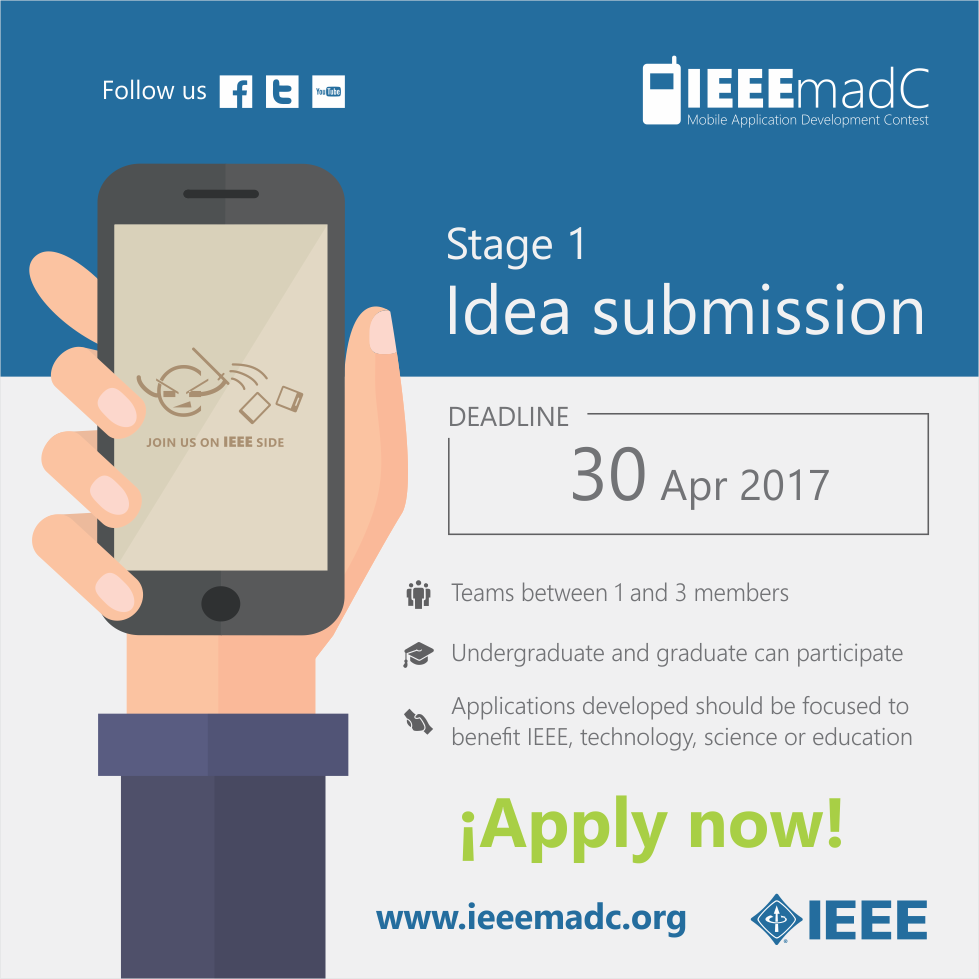 Follow us
You Tube
IEEEmadC
Mobile Application Development Contest
Stage 1
Idea submission
JOIN US ON IEEE SIDE
DEADLINE
30 Apr 2017
Teams between 1 and 3 members
Undergraduate and graduate can participate
Applications developed should be focused to
benefit IEEE, technology, science or education
¡Apply now!
www.ieeemadc.org
IEEE